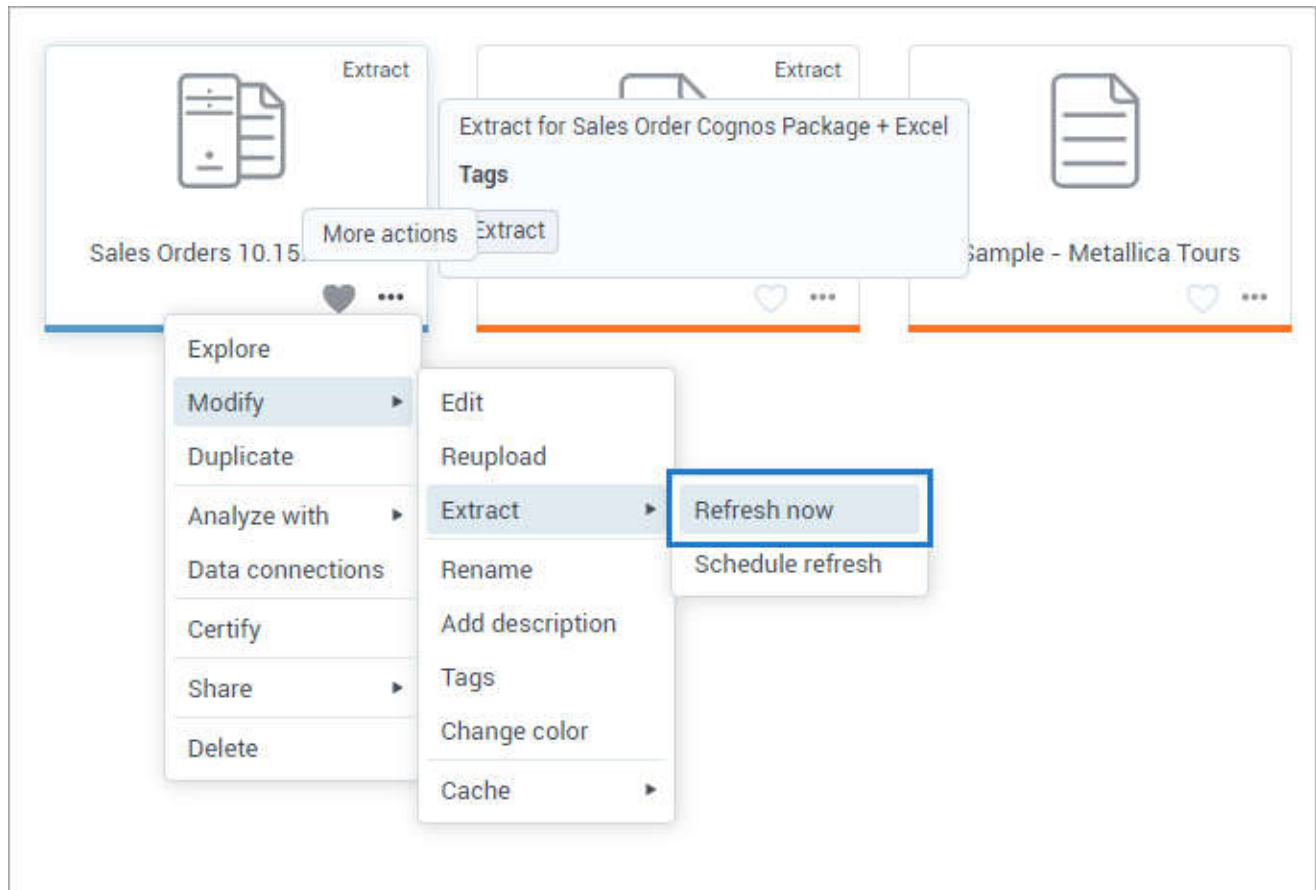 Extract
Extract
Extract for Sales Order Cognos Package + Excel
Tags
Extract
More actions
Sales Orders 10.15.
Sample - Metallica Tours
Explore
Modify
Duplicate
Analyze with
Data connections
Certify
Share
Delete
Edit
Reupload
Extract
Rename
Add description
Tags
Change color
Cache
Refresh now
Schedule refresh